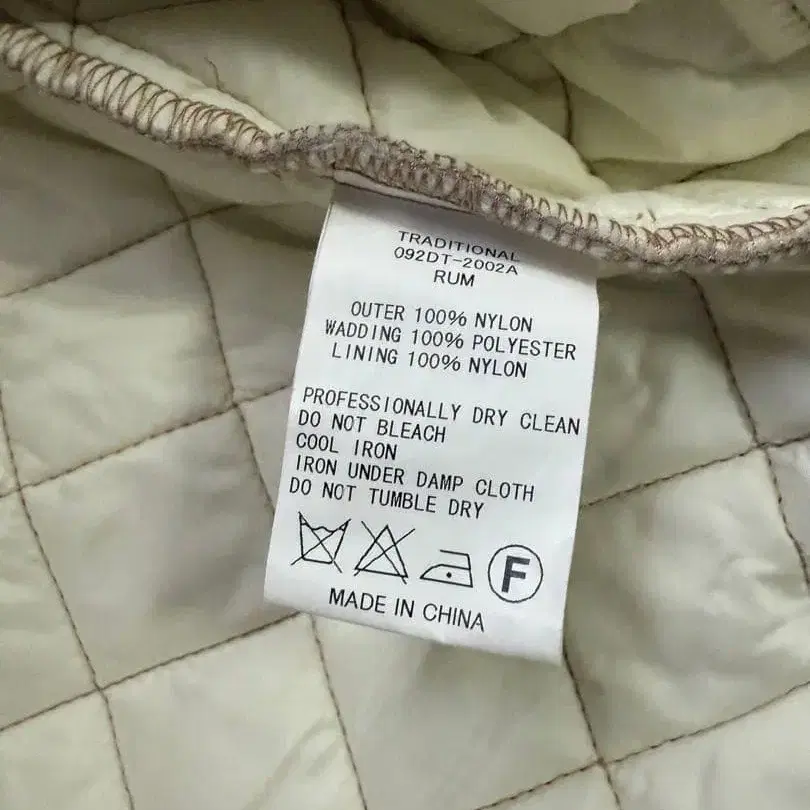 TRADITIONAL
092DT-2002A
RUM
OUTER 100% NYLON
WADDING 100% POLYESTER
LINING 100% NYLON
PROFESSIONALLY DRY CLEAN
DO NOT BLEACH
COOL IRON
IRON UNDER DAMP CLOTH
DO NOT TUMBLE DRY
F
MADE IN CHINA